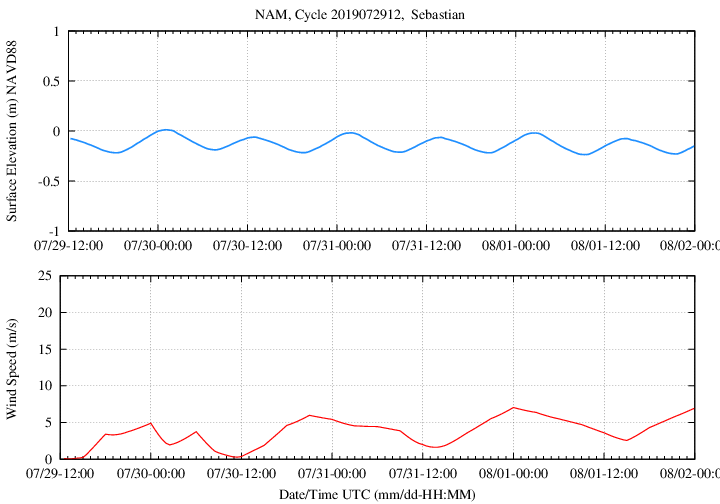 NAM, Cycle 2019072912, Sebastian
Surface Elevation (m) NAVD88
1
0.5
0
-0.5
-1
07/29-12:00 07/30-00:00 07/30-12:00 07/31-00:00 07/31-12:00 08/01-00:00 08/01-12:00 08/02-00:0
Wind Speed (m/s)
25
20
15
10
5
0
07/29-12:00 07/30-00:00 07/30-12:00 07/31-00:00 07/31-12:00 08/01-00:00 08/01-12:00 08/02-00:0
Date/Time UTC (mm/dd-HH:MM)